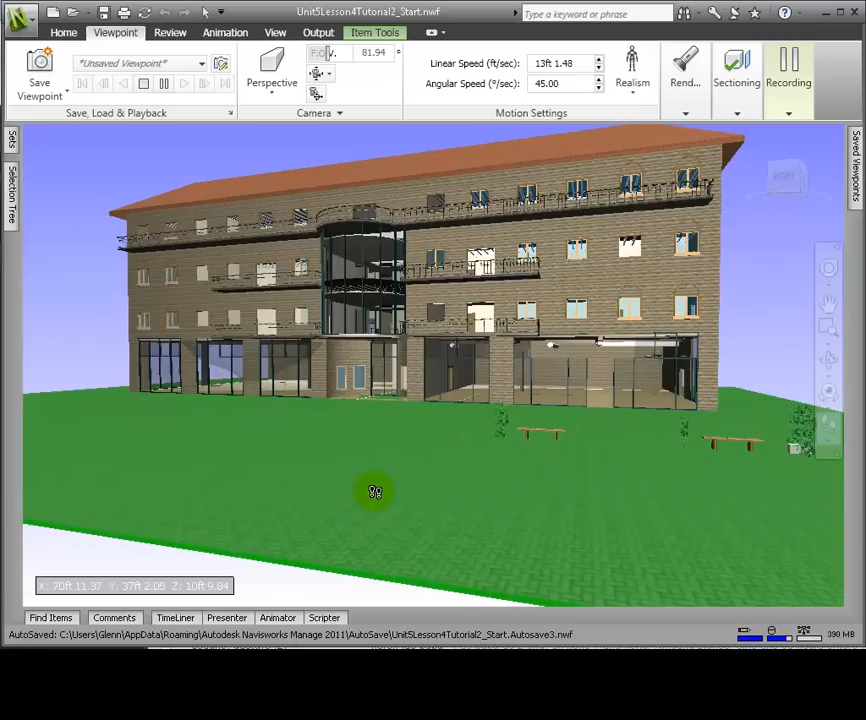 Unit5Lesson4Tutorial2_Start.nwf
Type a keyword or phrase
Home Viewpoint Review Animation View Output Item Tools
Save Viewpoint
*Unsaved Viewpoint*
Save, Load & Playback
Perspective
F.O.V. 81.94
Camera
Linear Speed (ft/sec): 13ft 1.48
Angular Speed (°/sec): 45.00
Realism
Motion Settings
Rend...
Sectioning
Recording
Sets
Selection Tree
Saved Viewpoints
X: 70ft 11.97 Y: 37ft 2.05 Z: 10ft 9.84
Find Items Comments TimeLiner Presenter Animator Scripter
AutoSaved: C:\Users\Glenn\AppData\Roaming\Autodesk Navisworks Manage 2011\AutoSave\Unit5Lesson4Tutorial2_Start.Autosave3.nwf
390 MB